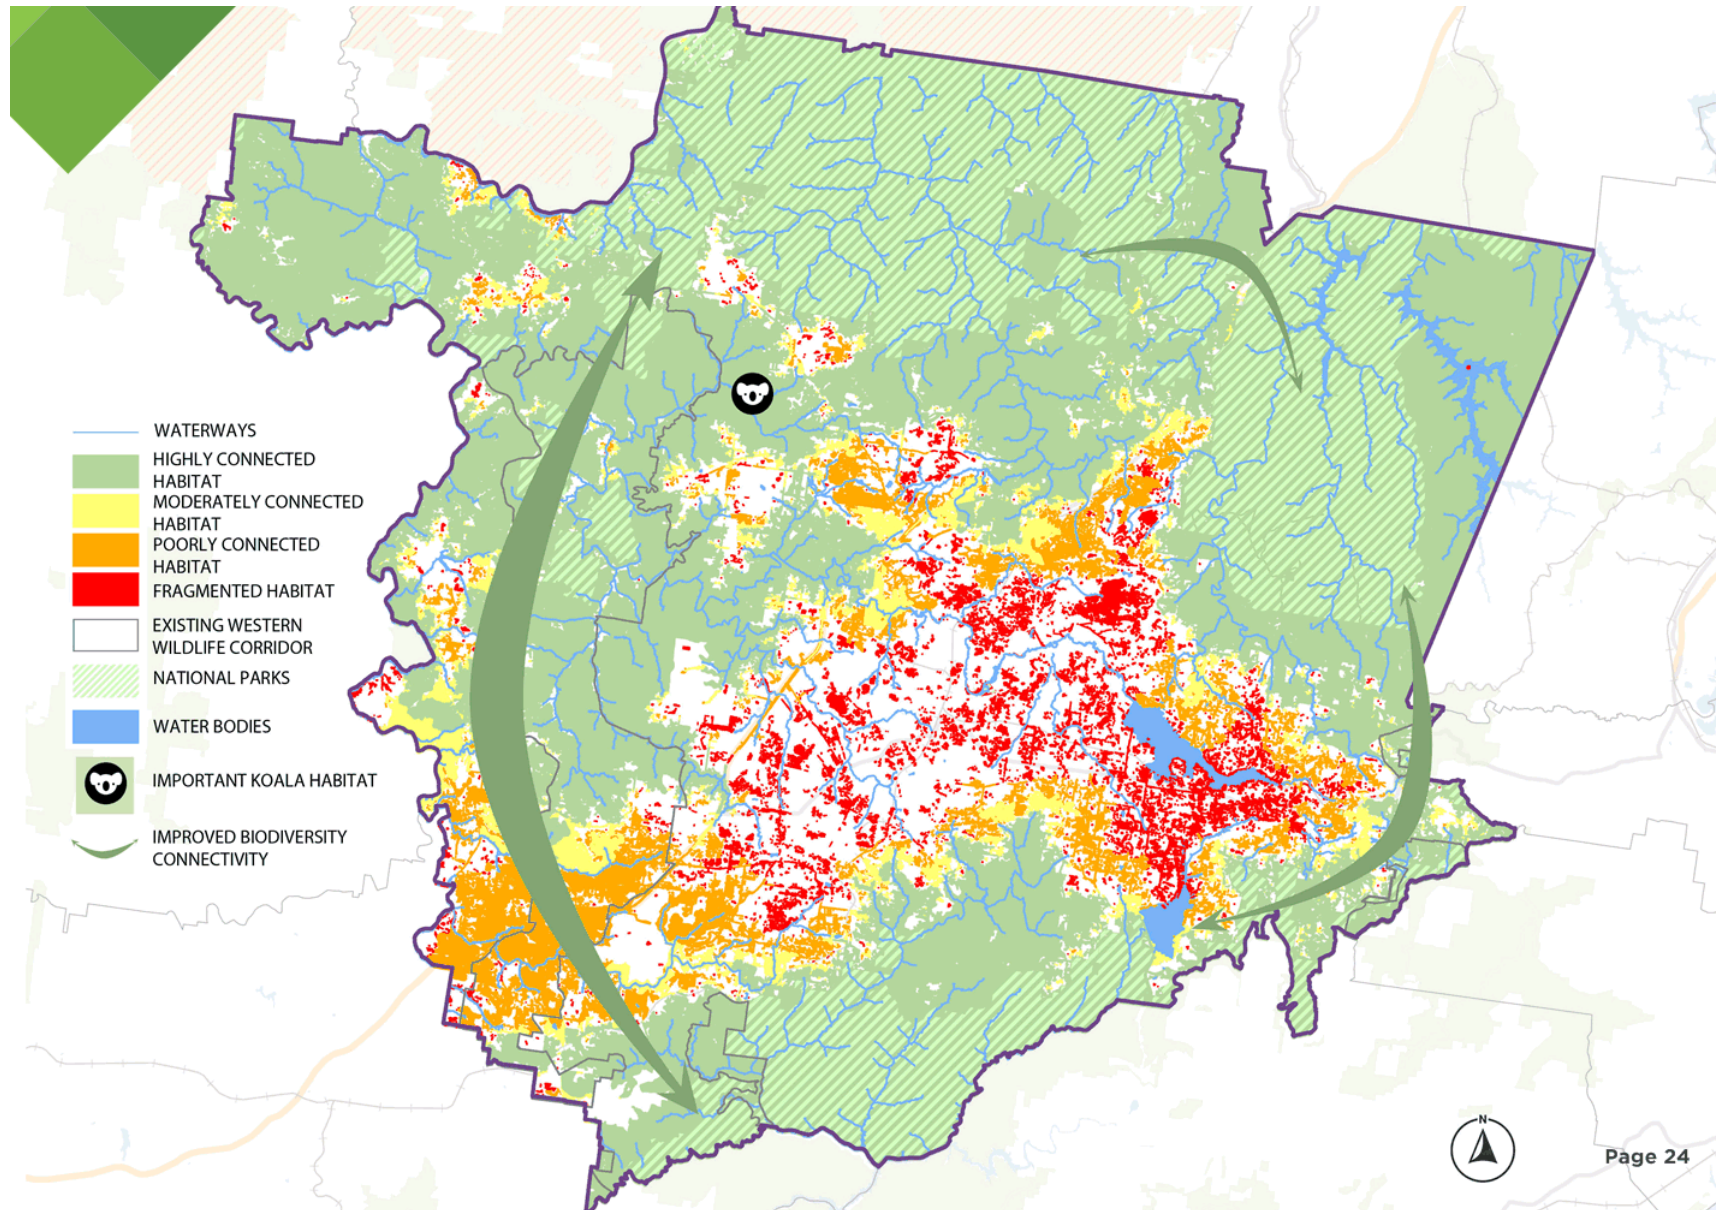 WATERWAYS
HIGHLY CONNECTED
HABITAT
MODERATELY CONNECTED
HABITAT
POORLY CONNECTED
HABITAT
FRAGMENTED HABITAT
EXISTING WESTERN
WILDLIFE CORRIDOR
NATIONAL PARKS
WATER BODIES
IMPORTANT KOALA HABITAT
IMPROVED BIODIVERSITY
CONNECTIVITY
N
Page 24